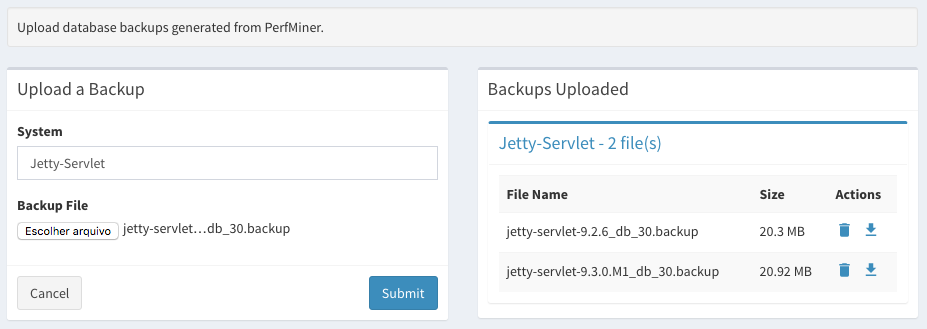 Upload database backups generated from PerfMiner.
Upload a Backup
System
Jetty-Servlet
Backup File
Escolher arquivo jetty-servlet…db_30.backup
Cancel Submit
Backups Uploaded
Jetty-Servlet - 2 file(s)
File Name Size Actions
jetty-servlet-9.2.6_db_30.backup 20.3 MB
jetty-servlet-9.3.0.M1_db_30.backup 20.92 MB